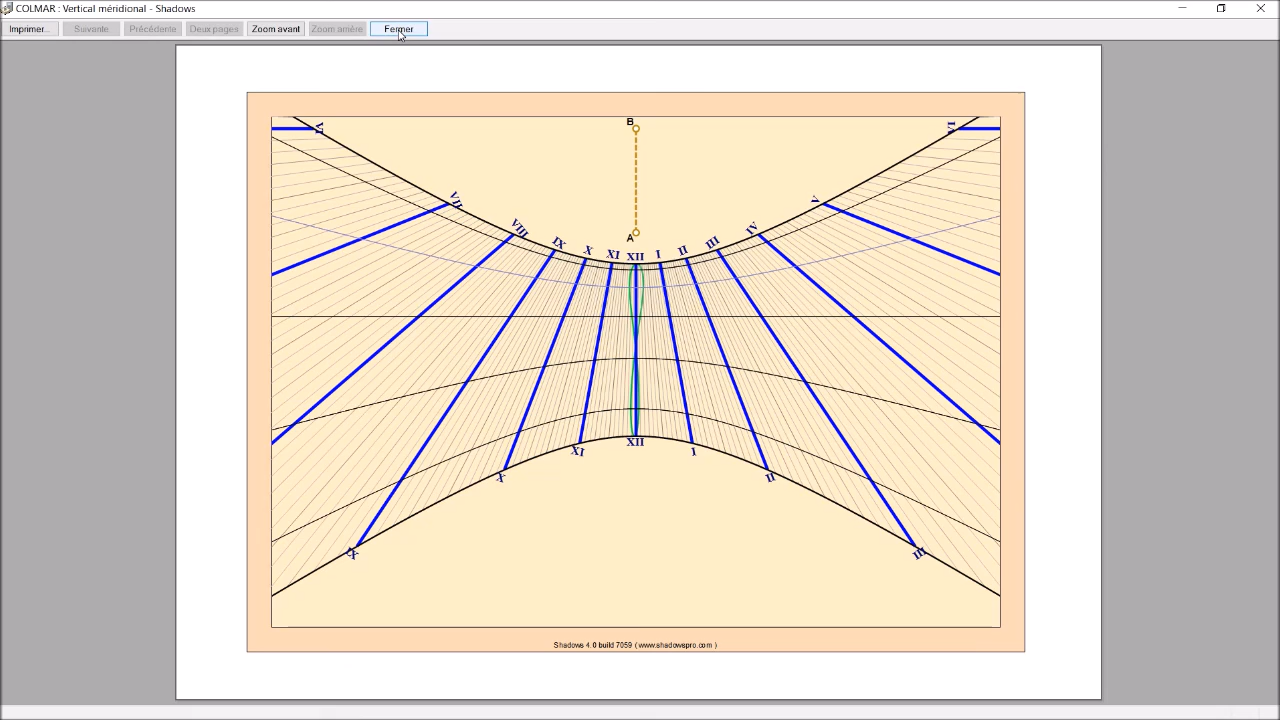 COLMAR : Vertical méridional - Shadows
Imprimer... Suivante Précédente Deux pages Zoom avant Zoom arrière Fermer
B
VI VI
VII V
VIII IV
IX III
X II
XI XII I
A
XII
XI I
X II
IX III
Shadows 4.0 build 7059 ( www.shadowspro.com )